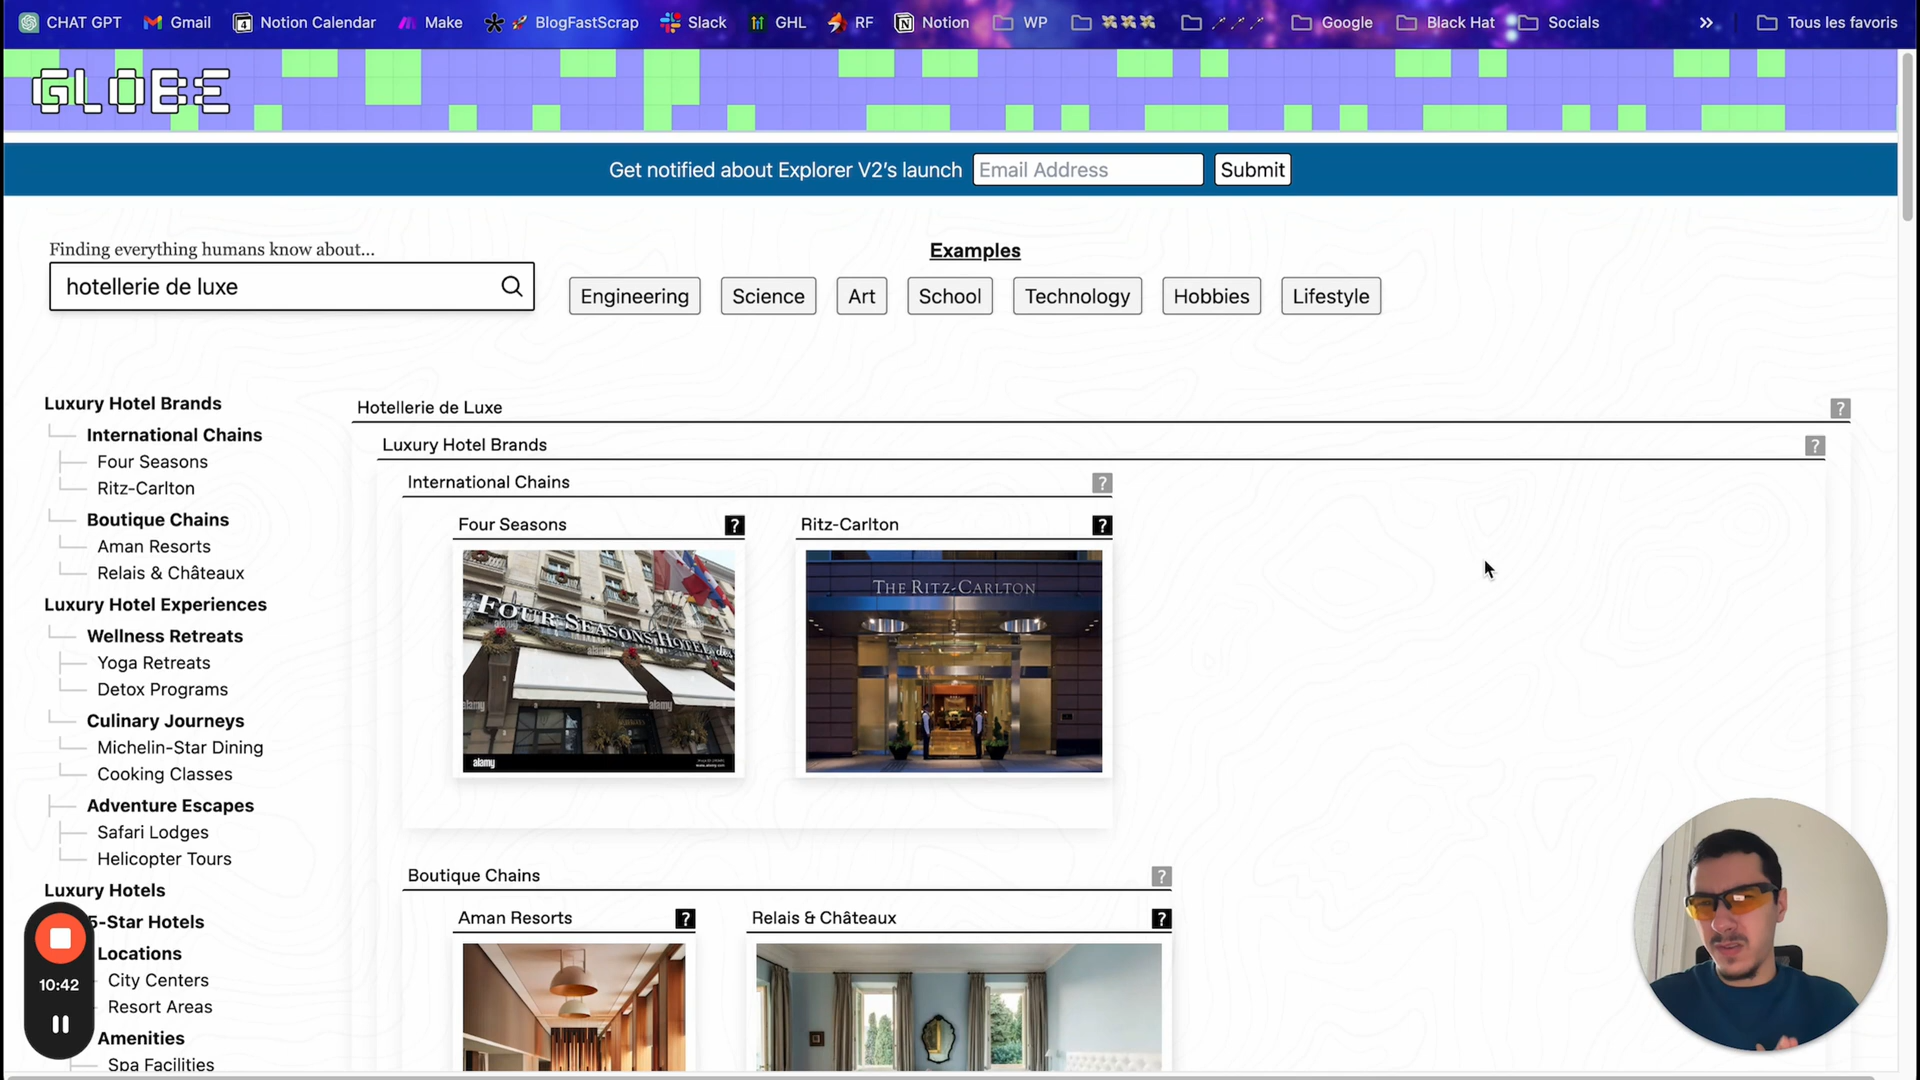 CHAT GPT
Gmail
Notion Calendar
Make
BlogFastScrap
Slack
GHL
RF
Notion
WP
Google
Black Hat
Socials
Tous les favoris
GLOBE
Get notified about Explorer V2's launch
Email Address
Submit
Finding everything humans know about...
hotellerie de luxe
Examples
Engineering
Science
Art
School
Technology
Hobbies
Lifestyle
Luxury Hotel Brands
International Chains
Four Seasons
Ritz-Carlton
Boutique Chains
Aman Resorts
Relais & Châteaux
Luxury Hotel Experiences
Wellness Retreats
Yoga Retreats
Detox Programs
Culinary Journeys
Michelin-Star Dining
Cooking Classes
Adventure Escapes
Safari Lodges
Helicopter Tours
Luxury Hotels
5-Star Hotels
Locations
City Centers
Resort Areas
Amenities
Spa Facilities
10:42
Hotellerie de Luxe ?
Luxury Hotel Brands ?
International Chains ?
Four Seasons ?
Ritz-Carlton ?
FOUR SEASONS HOTEL des
alamy
alamy
alamy
alamy
THE RITZ-CARLTON
Boutique Chains ?
Aman Resorts ?
Relais & Châteaux ?